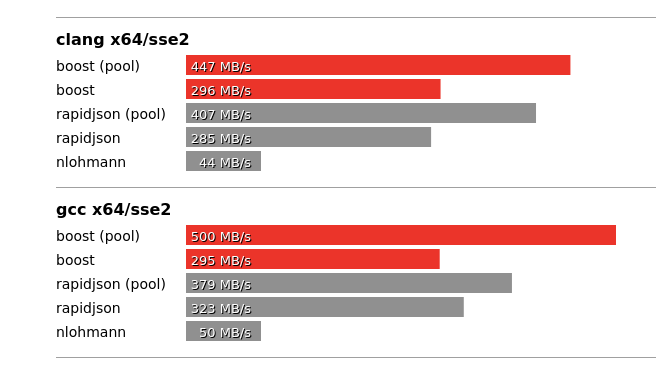 clang x64/sse2
boost (pool) 447 MB/s
boost 296 MB/s
rapidjson (pool) 407 MB/s
rapidjson 285 MB/s
nlohmann 44 MB/s
gcc x64/sse2
boost (pool) 500 MB/s
boost 295 MB/s
rapidjson (pool) 379 MB/s
rapidjson 323 MB/s
nlohmann 50 MB/s